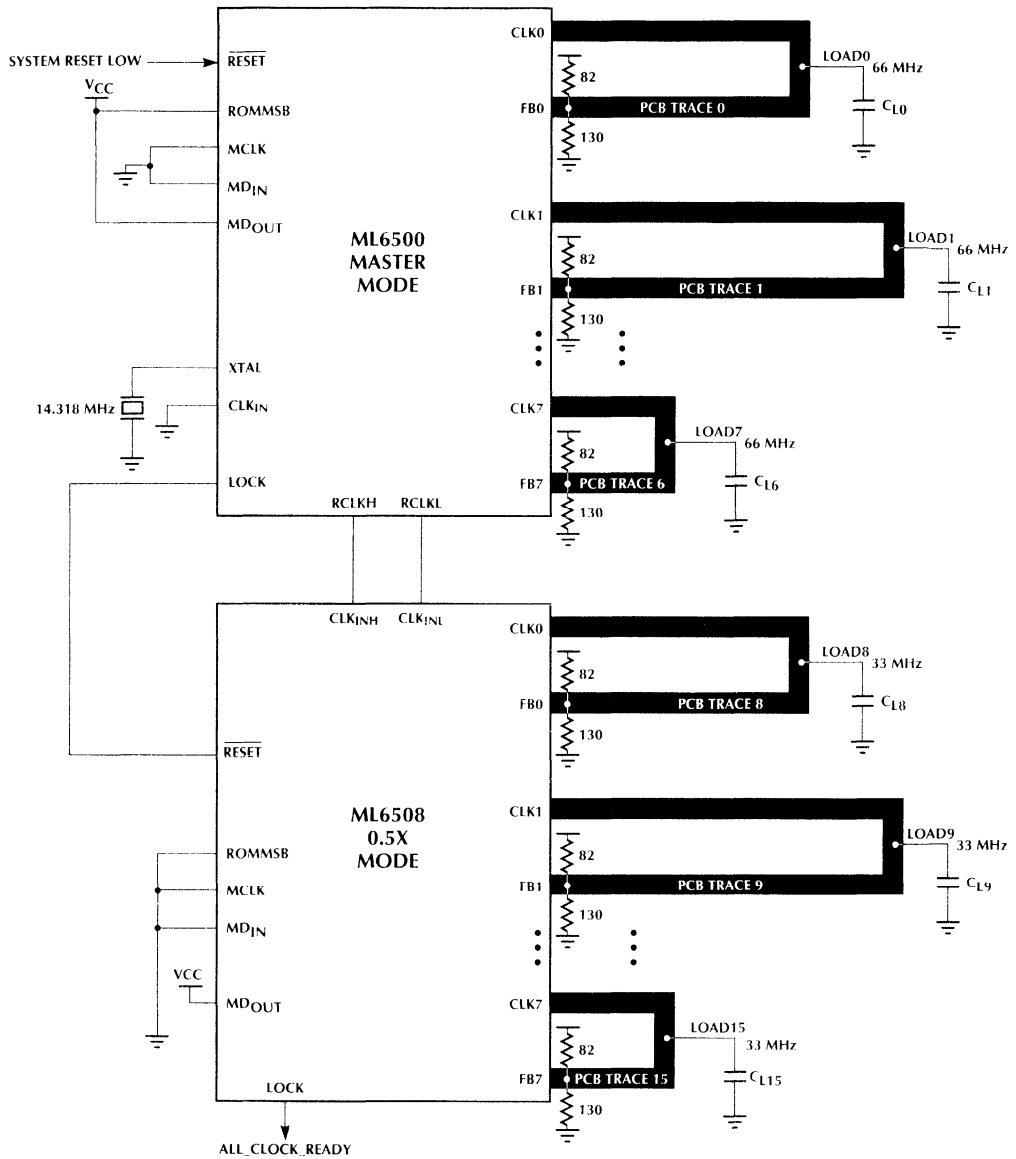 CLK0
SYSTEM RESET LOW
RESET
LOAD0
66 MHz
82
VCC
ROMMSB
FB0
PCB TRACE 0
CL0
130
MCLK
MDIN
CLK1
MDOUT
ML6500
MASTER
MODE
LOAD1
66 MHz
82
FB1
PCB TRACE 1
CL1
130
XTAL
14.318 MHz
CLKIN
CLK7
LOAD7
66 MHz
82
LOCK
FB7
PCB TRACE 6
CL6
RCLKH RCLKL
130
CLKINH CLKINL
CLK0
LOAD8
33 MHz
82
FB0
PCB TRACE 8
CL8
130
RESET
ML6508
0.5X
MODE
CLK1
LOAD9
33 MHz
82
ROMMSB
MCLK
FB1
PCB TRACE 9
CL9
130
MDIN
VCC
MDOUT
CLK7
LOAD15
33 MHz
82
FB7
PCB TRACE 15
CL15
130
LOCK
ALL_CLOCK_READY